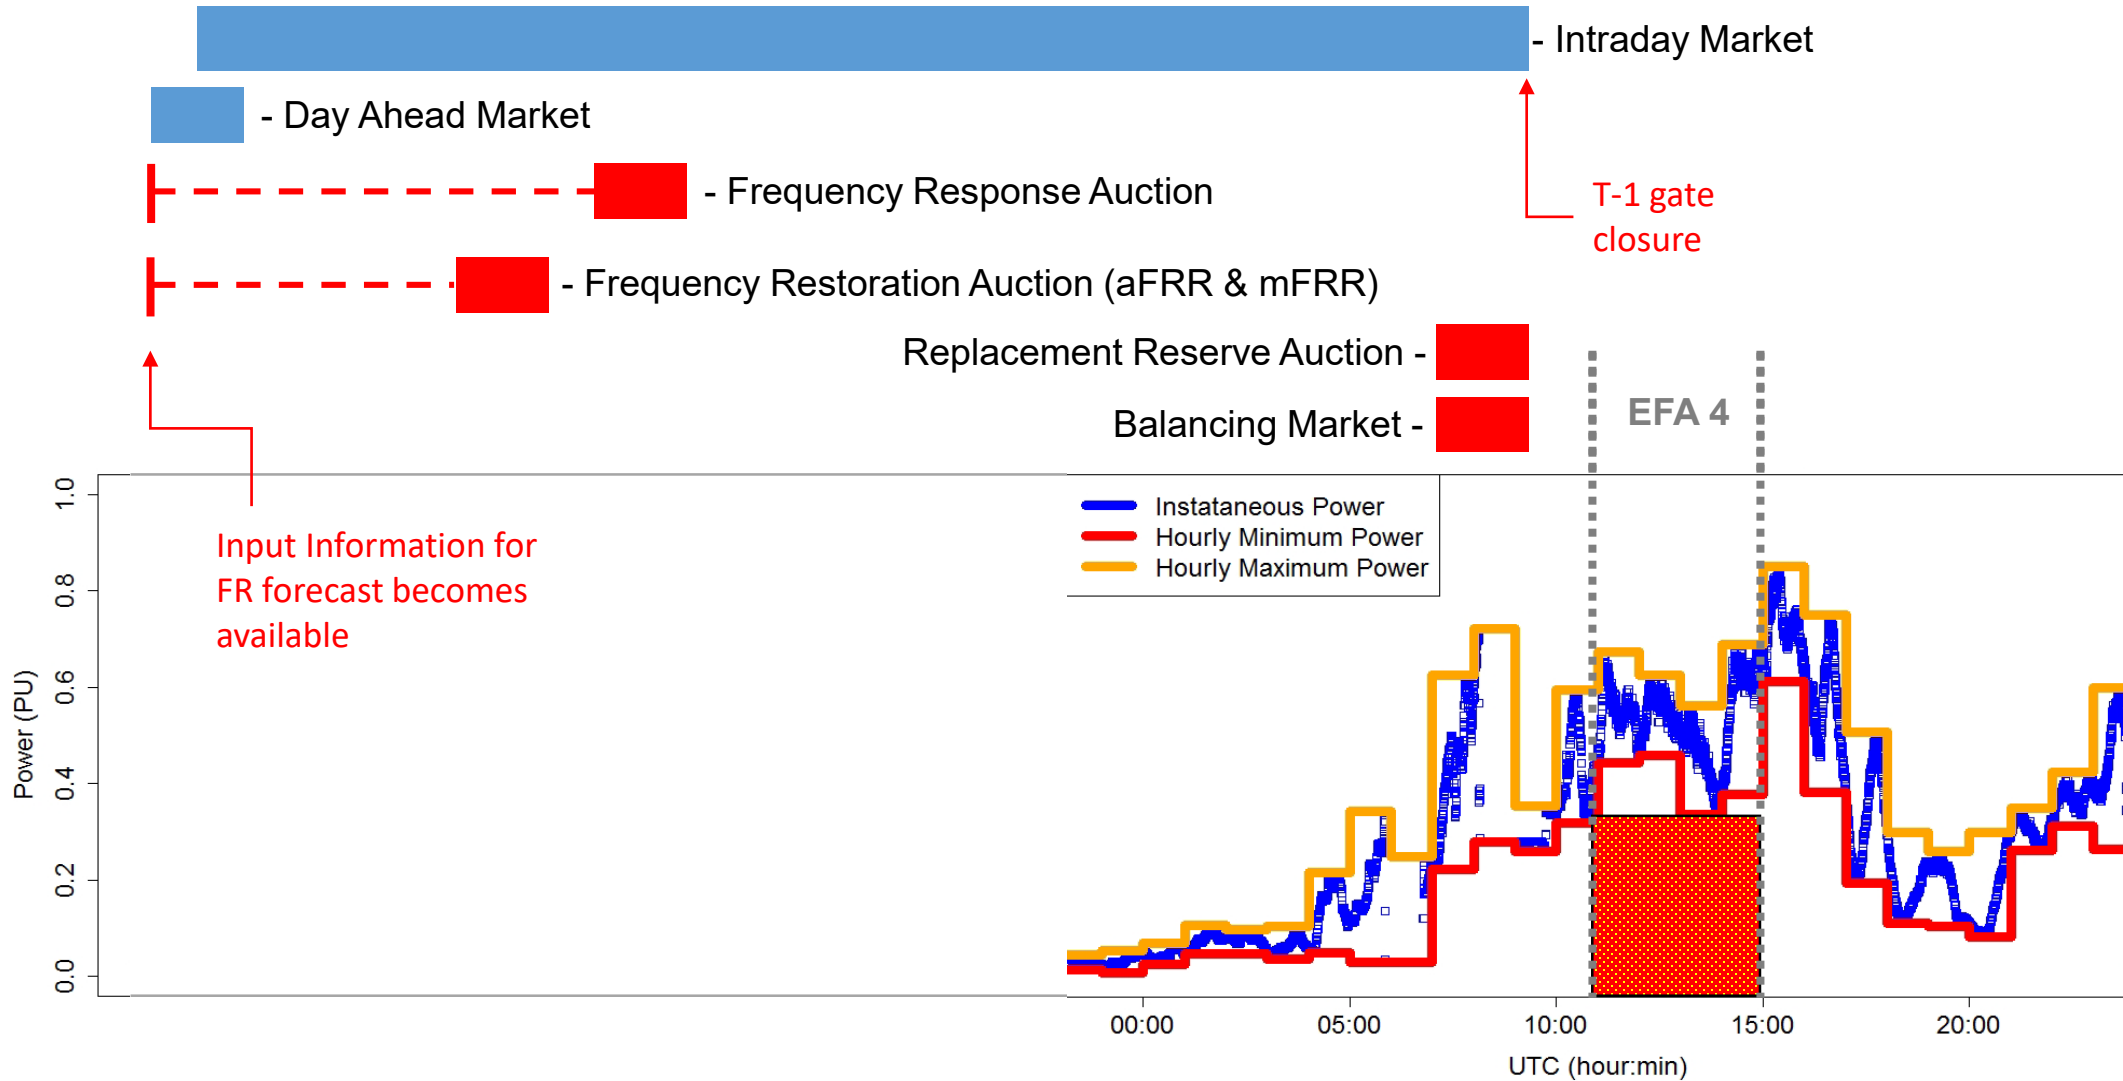 - Intraday Market
- Day Ahead Market
- Frequency Response Auction
T-1 gate
closure
- Frequency Restoration Auction (aFRR & mFRR)
Replacement Reserve Auction -
Balancing Market -
EFA 4
Input Information for
FR forecast becomes
available
Instataneous Power
Hourly Minimum Power
Hourly Maximum Power
Power (PU)
1.0
0.8
0.6
0.4
0.2
0.0
00:00
05:00
10:00
15:00
20:00
UTC (hour:min)